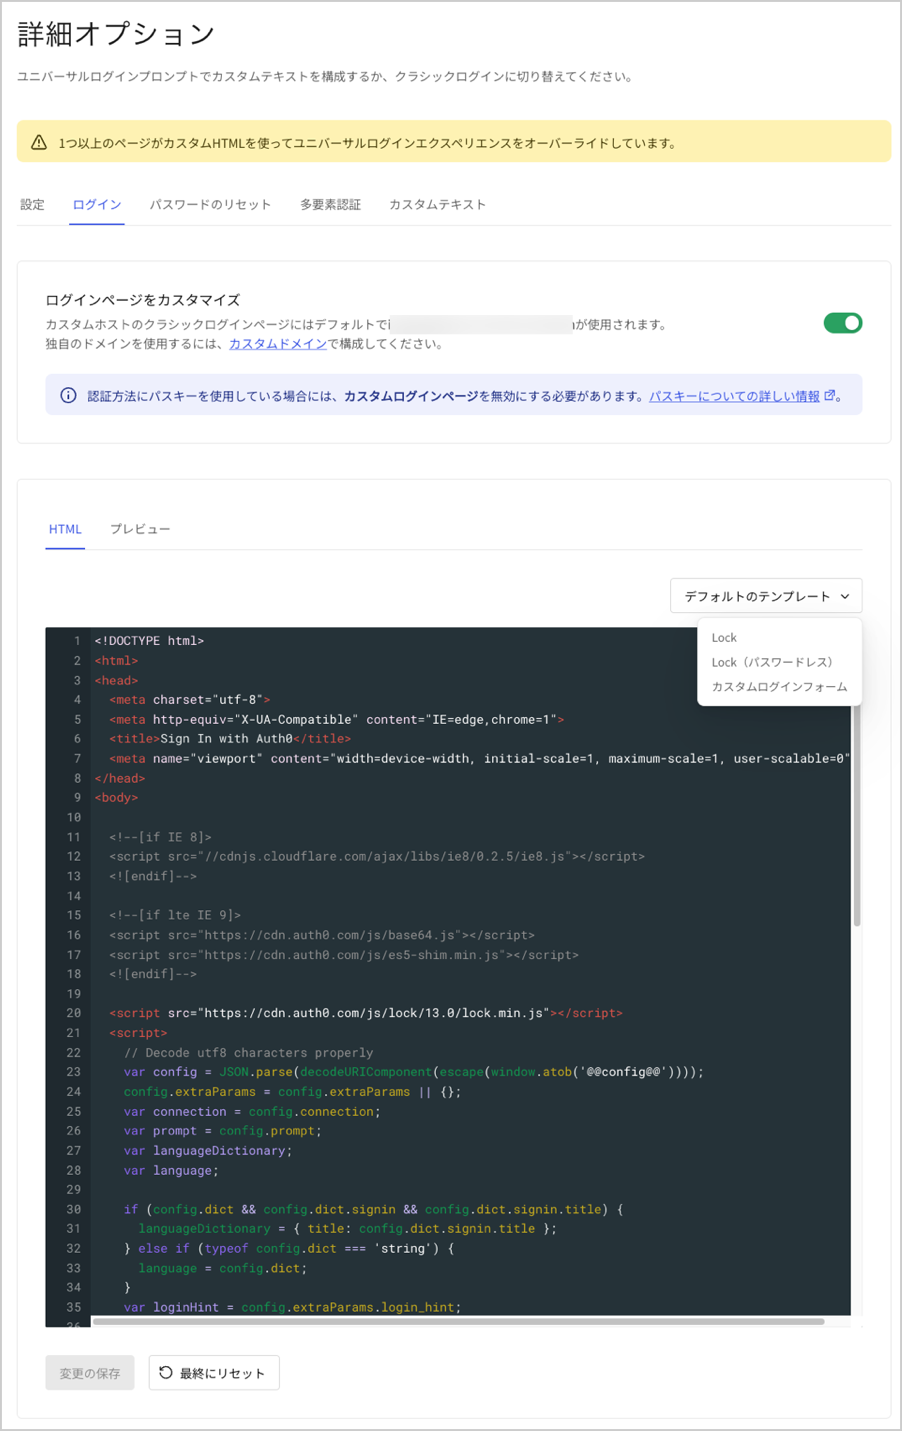 詳細オプション
ユニバーサルログインプロンプトでカスタムテキストを構成するか、クラシックログインに切り替えてください。
1つ以上のページがカスタムHTMLを使ってユニバーサルログインエクスペリエンスをオーバーライドしています。
設定 ログイン パスワードのリセット 多要素認証 カスタムテキスト
ログインページをカスタマイズ
カスタムホストのクラシックログインページにはデフォルトで が使用されます。
独自のドメインを使用するには、カスタムドメインで構成してください。
認証方法にパスキーを使用している場合には、カスタムログインページを無効にする必要があります。パスキーについての詳しい情報 。
HTML プレビュー
デフォルトのテンプレート
Lock
Lock（パスワードレス）
カスタムログインフォーム
1 <!DOCTYPE html>
2 <html>
3 <head>
4 <meta charset="utf-8">
5 <meta http-equiv="X-UA-Compatible" content="IE=edge,chrome=1">
6 <title>Sign In with Auth0</title>
7 <meta name="viewport" content="width=device-width, initial-scale=1, maximum-scale=1, user-scalable=0"
8 </head>
9 <body>
10
11 <!--[if IE 8]>
12 <script src="//cdnjs.cloudflare.com/ajax/libs/ie8/0.2.5/ie8.js"></script>
13 <![endif]-->
14
15 <!--[if lte IE 9]>
16 <script src="https://cdn.auth0.com/js/base64.js"></script>
17 <script src="https://cdn.auth0.com/js/es5-shim.min.js"></script>
18 <![endif]-->
19
20 <script src="https://cdn.auth0.com/js/lock/13.0/lock.min.js"></script>
21 <script>
22 // Decode utf8 characters properly
23 var config = JSON.parse(decodeURIComponent(escape(window.atob('@@config@@'))));
24 config.extraParams = config.extraParams || {};
25 var connection = config.connection;
26 var prompt = config.prompt;
27 var languageDictionary;
28 var language;
29
30 if (config.dict && config.dict.signin && config.dict.signin.title) {
31 languageDictionary = { title: config.dict.signin.title };
32 } else if (typeof config.dict === 'string') {
33 language = config.dict;
34 }
35 var loginHint = config.extraParams.login_hint;
36
変更の保存 最終にリセット